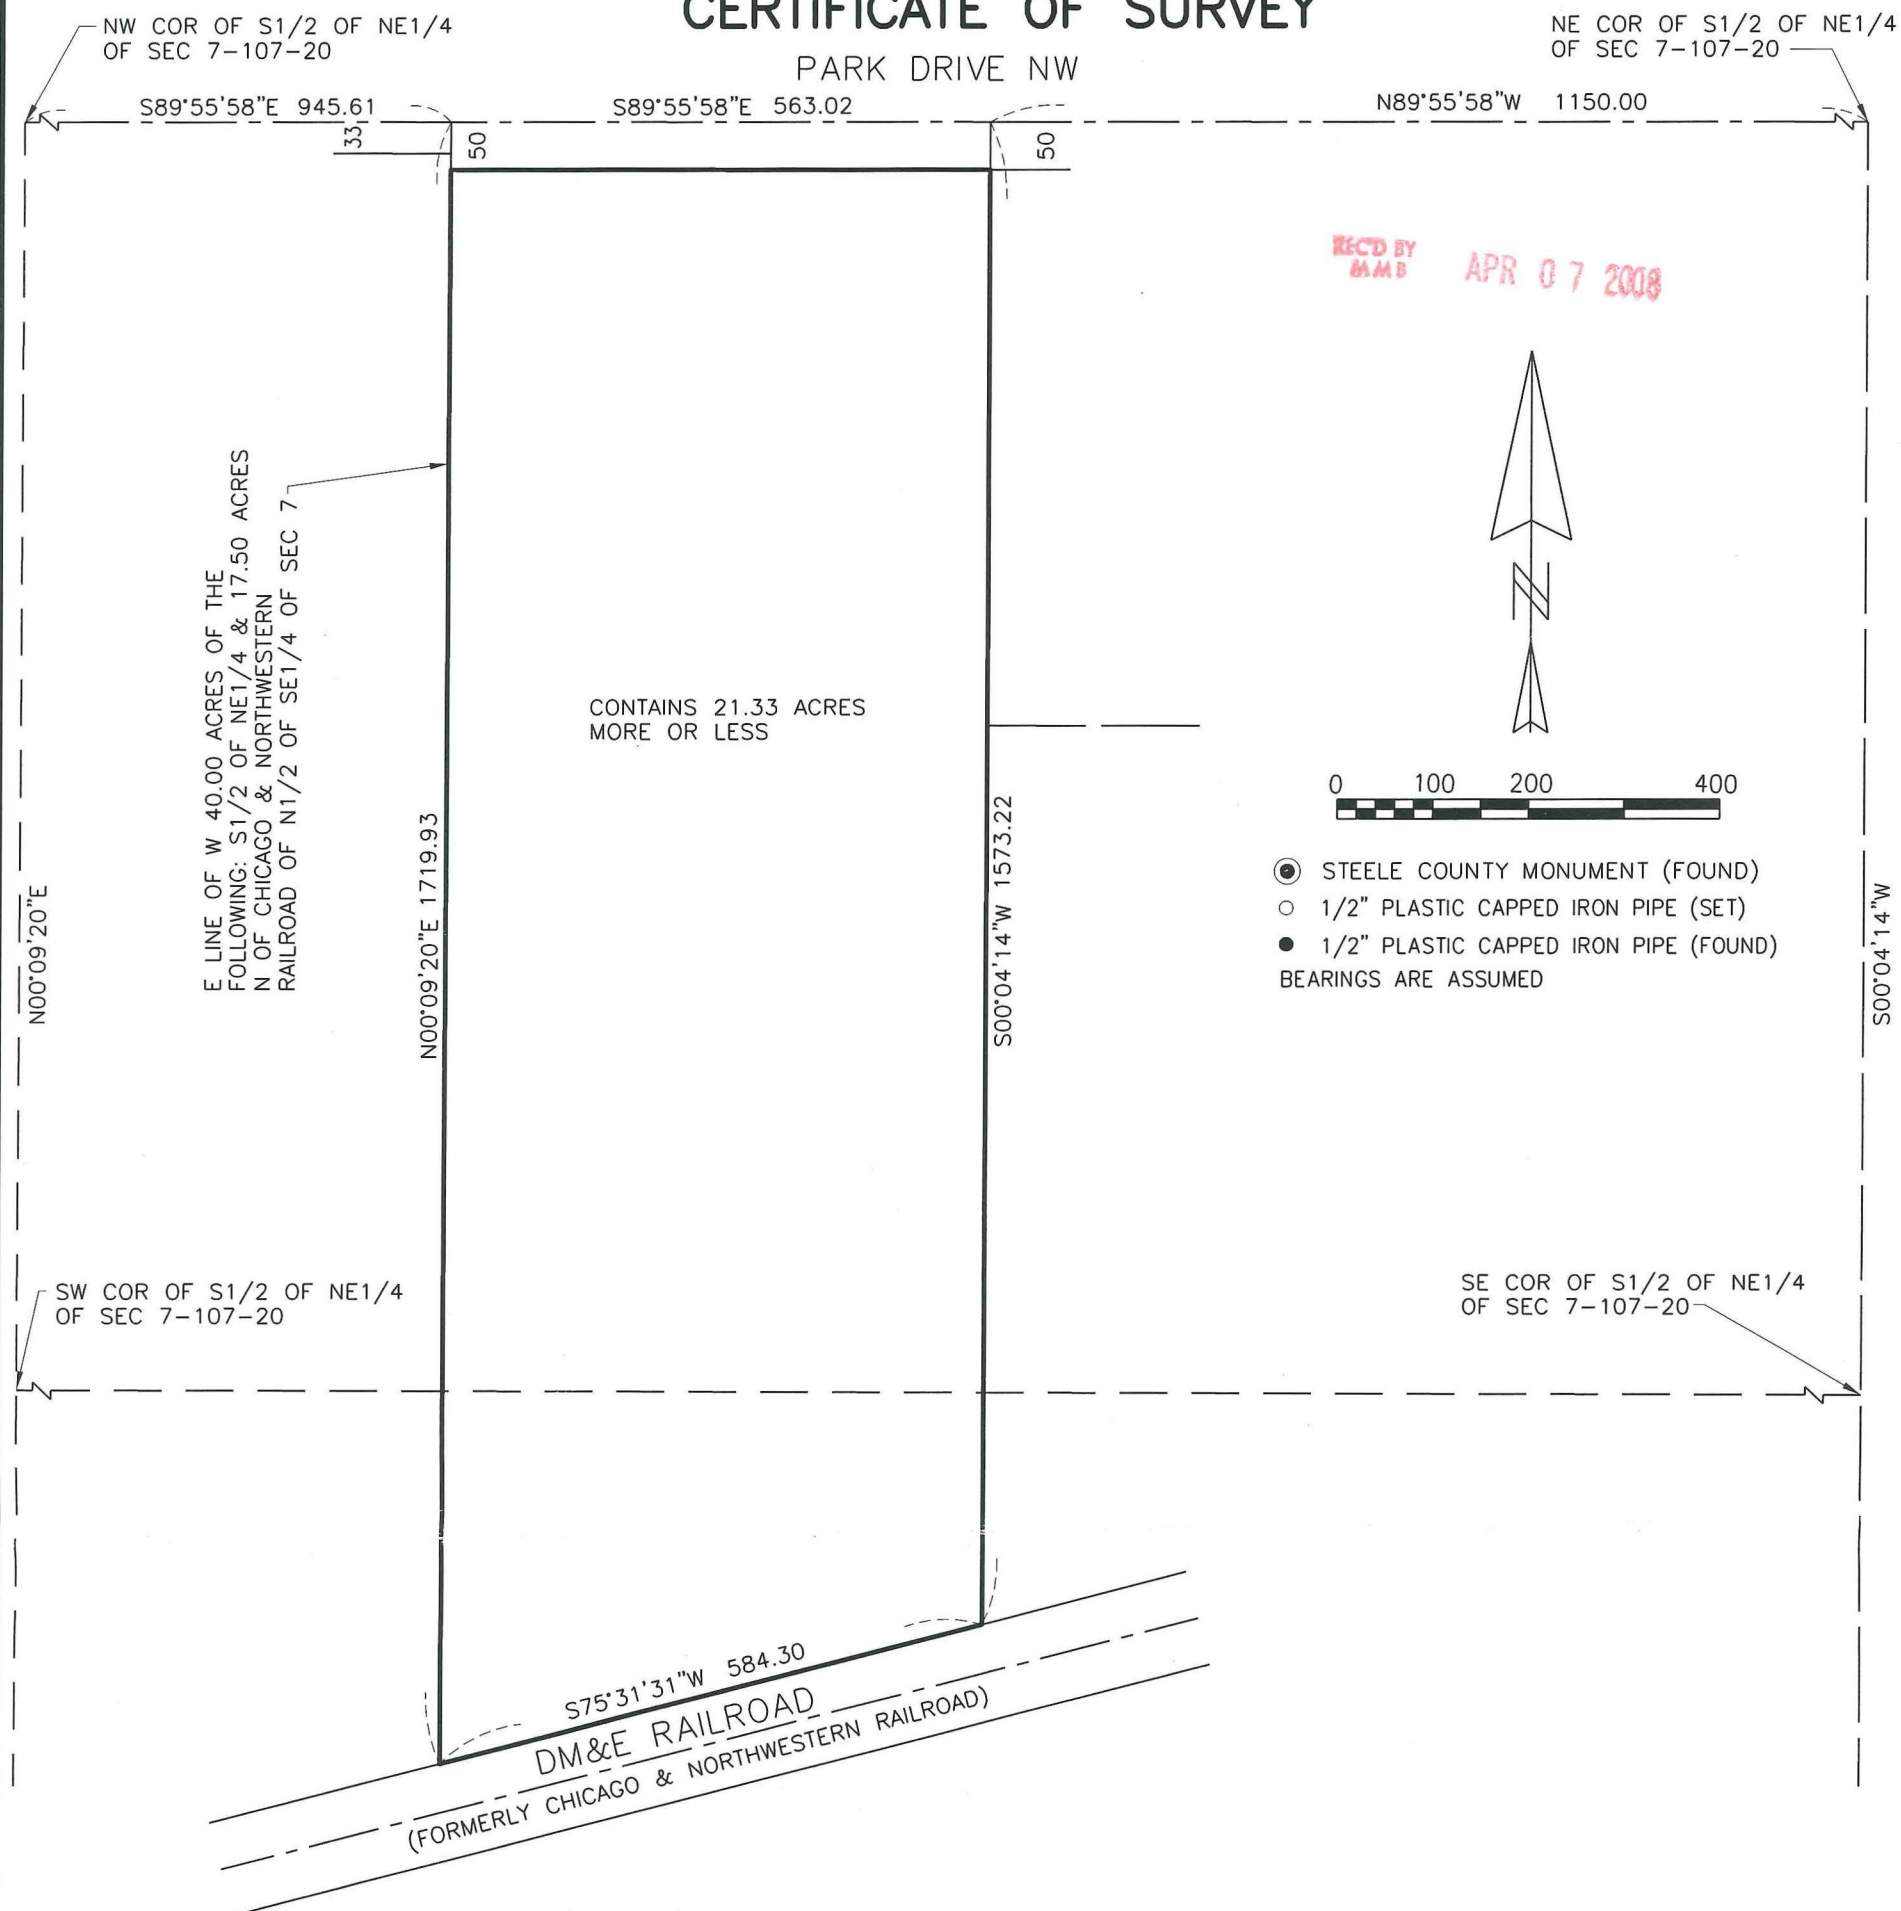 CERTIFICATE OF SURVEY
NW COR OF S1/2 OF NE1/4
OF SEC 7-107-20
NE COR OF S1/2 OF NE1/4
OF SEC 7-107-20
PARK DRIVE NW
S89°55'58"E 945.61
S89°55'58"E 563.02
N89°55'58"W 1150.00
33
50
50
REC'D BY
MMB
APR 07 2008
E LINE OF W 40.00 ACRES OF THE
FOLLOWING: S1/2 OF NE1/4 & 17.50 ACRES
N OF CHICAGO & NORTHWESTERN
RAILROAD OF N1/2 OF SE1/4 OF SEC 7
N
CONTAINS 21.33 ACRES
MORE OR LESS
0 100 200 400
STEELE COUNTY MONUMENT (FOUND)
1/2" PLASTIC CAPPED IRON PIPE (SET)
1/2" PLASTIC CAPPED IRON PIPE (FOUND)
BEARINGS ARE ASSUMED
N00°09'20"E
N00°09'20"E 1719.93
S00°04'14"W 1573.22
S00°04'14"W
SW COR OF S1/2 OF NE1/4
OF SEC 7-107-20
SE COR OF S1/2 OF NE1/4
OF SEC 7-107-20
S75°31'31"W 584.30
DM&E RAILROAD
(FORMERLY CHICAGO & NORTHWESTERN RAILROAD)